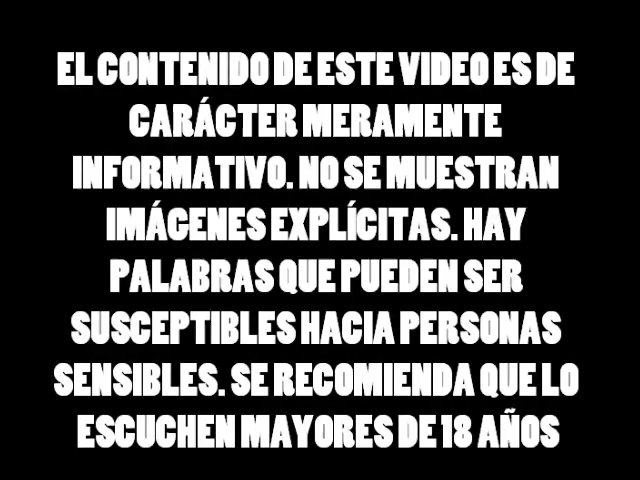 EL CONTENIDO DE ESTE VIDEO ES DE
CARÁCTER MERAMENTE
INFORMATIVO. NO SE MUESTRAN
IMÁGENES EXPLÍCITAS. HAY
PALABRAS QUE PUEDEN SER
SUSCEPTIBLES HACIA PERSONAS
SENSIBLES. SE RECOMIENDA QUE LO
ESCUCHEN MAYORES DE 18 AÑOS